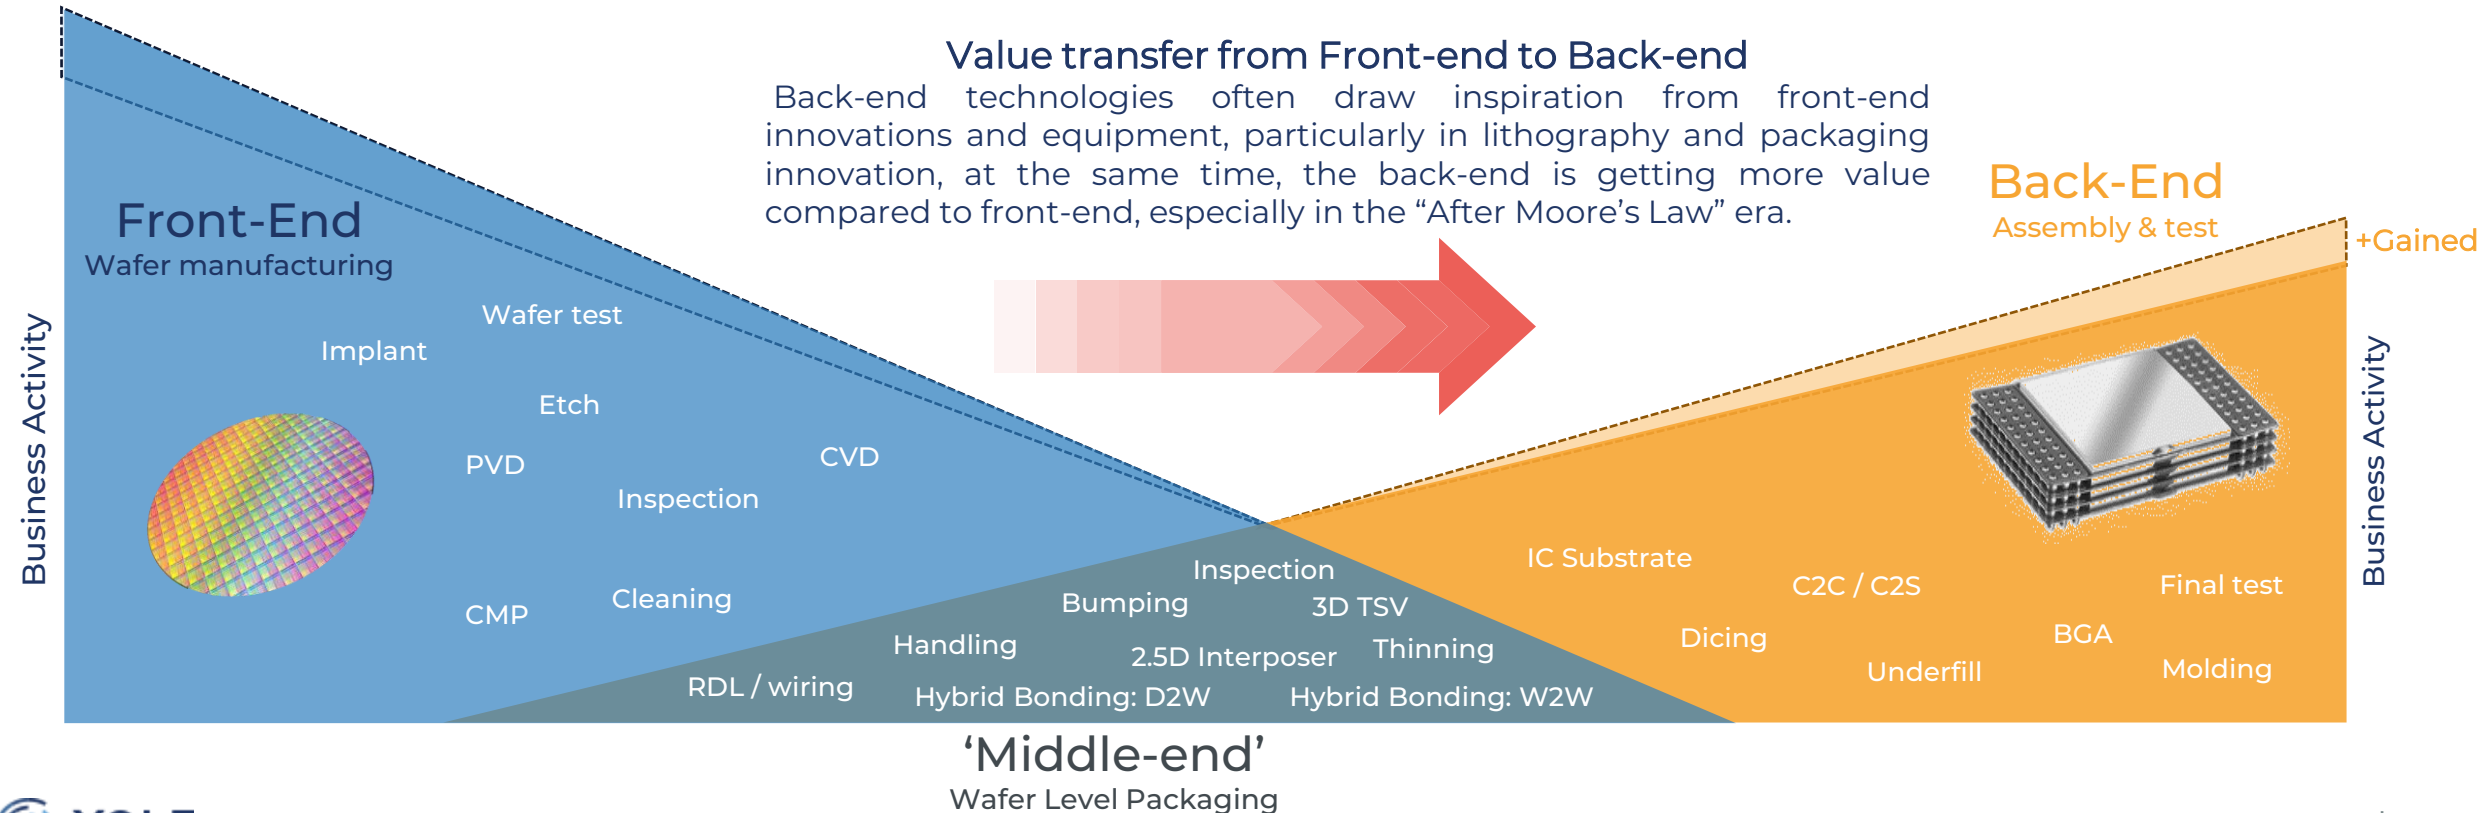 Value transfer from Front-end to Back-end
Back-end technologies often draw inspiration from front-end
innovations and equipment, particularly in lithography and packaging
innovation, at the same time, the back-end is getting more value
compared to front-end, especially in the “After Moore’s Law” era.
Front-End
Wafer manufacturing
Business Activity
Wafer test
Implant
Etch
PVD
CVD
Inspection
CMP
Cleaning
Back-End
Assembly & test
+Gained
Business Activity
Inspection
Bumping
3D TSV
Handling
2.5D Interposer
Thinning
RDL / wiring
Hybrid Bonding: D2W
Hybrid Bonding: W2W
IC Substrate
C2C / C2S
Final test
Dicing
BGA
Underfill
Molding
‘Middle-end’
Wafer Level Packaging